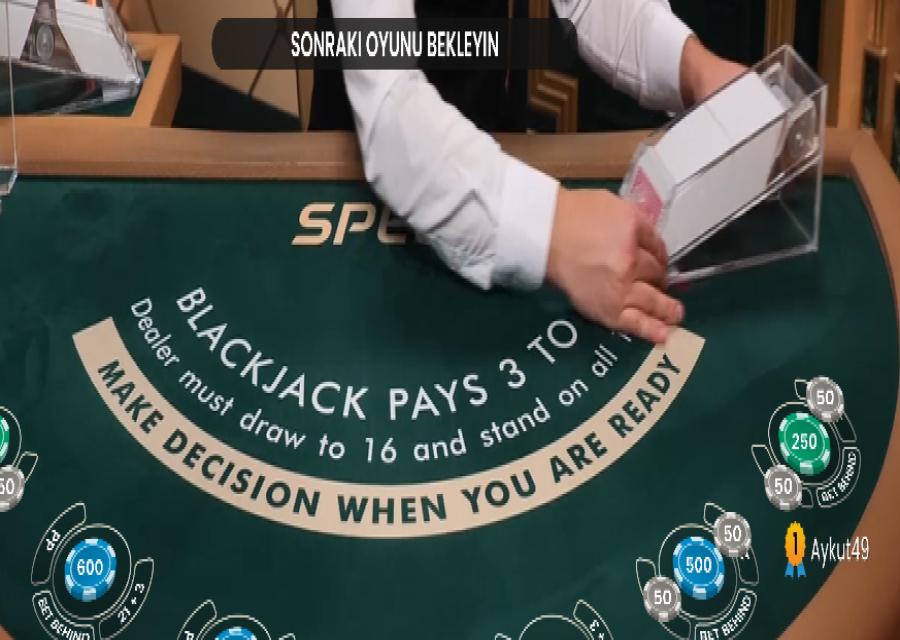 SONRAKI OYUNU BEKLEYIN
SPE
BLACKJACK PAYS 3 TO
Dealer must draw to 16 and stand on all
MAKE DECISION WHEN YOU ARE READY
50
250
50
BET BEHIND
1 Aykut49
50
50
500
50
BET BEHIND
PP
600
21 + 3
BET BEHIND